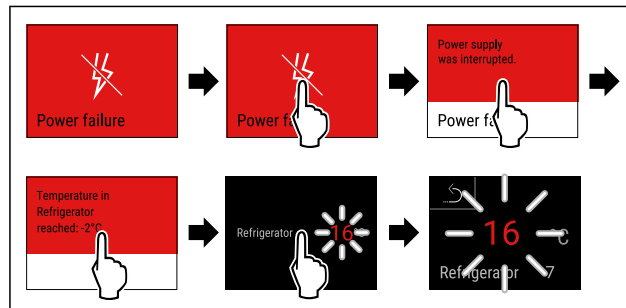 Power failure
Power fa
Power supply
was interrupted.
Power fa
Temperature in
Refrigerator
reached: -2°C
Refrigerator 16°
16 °C
Refrigerator 7